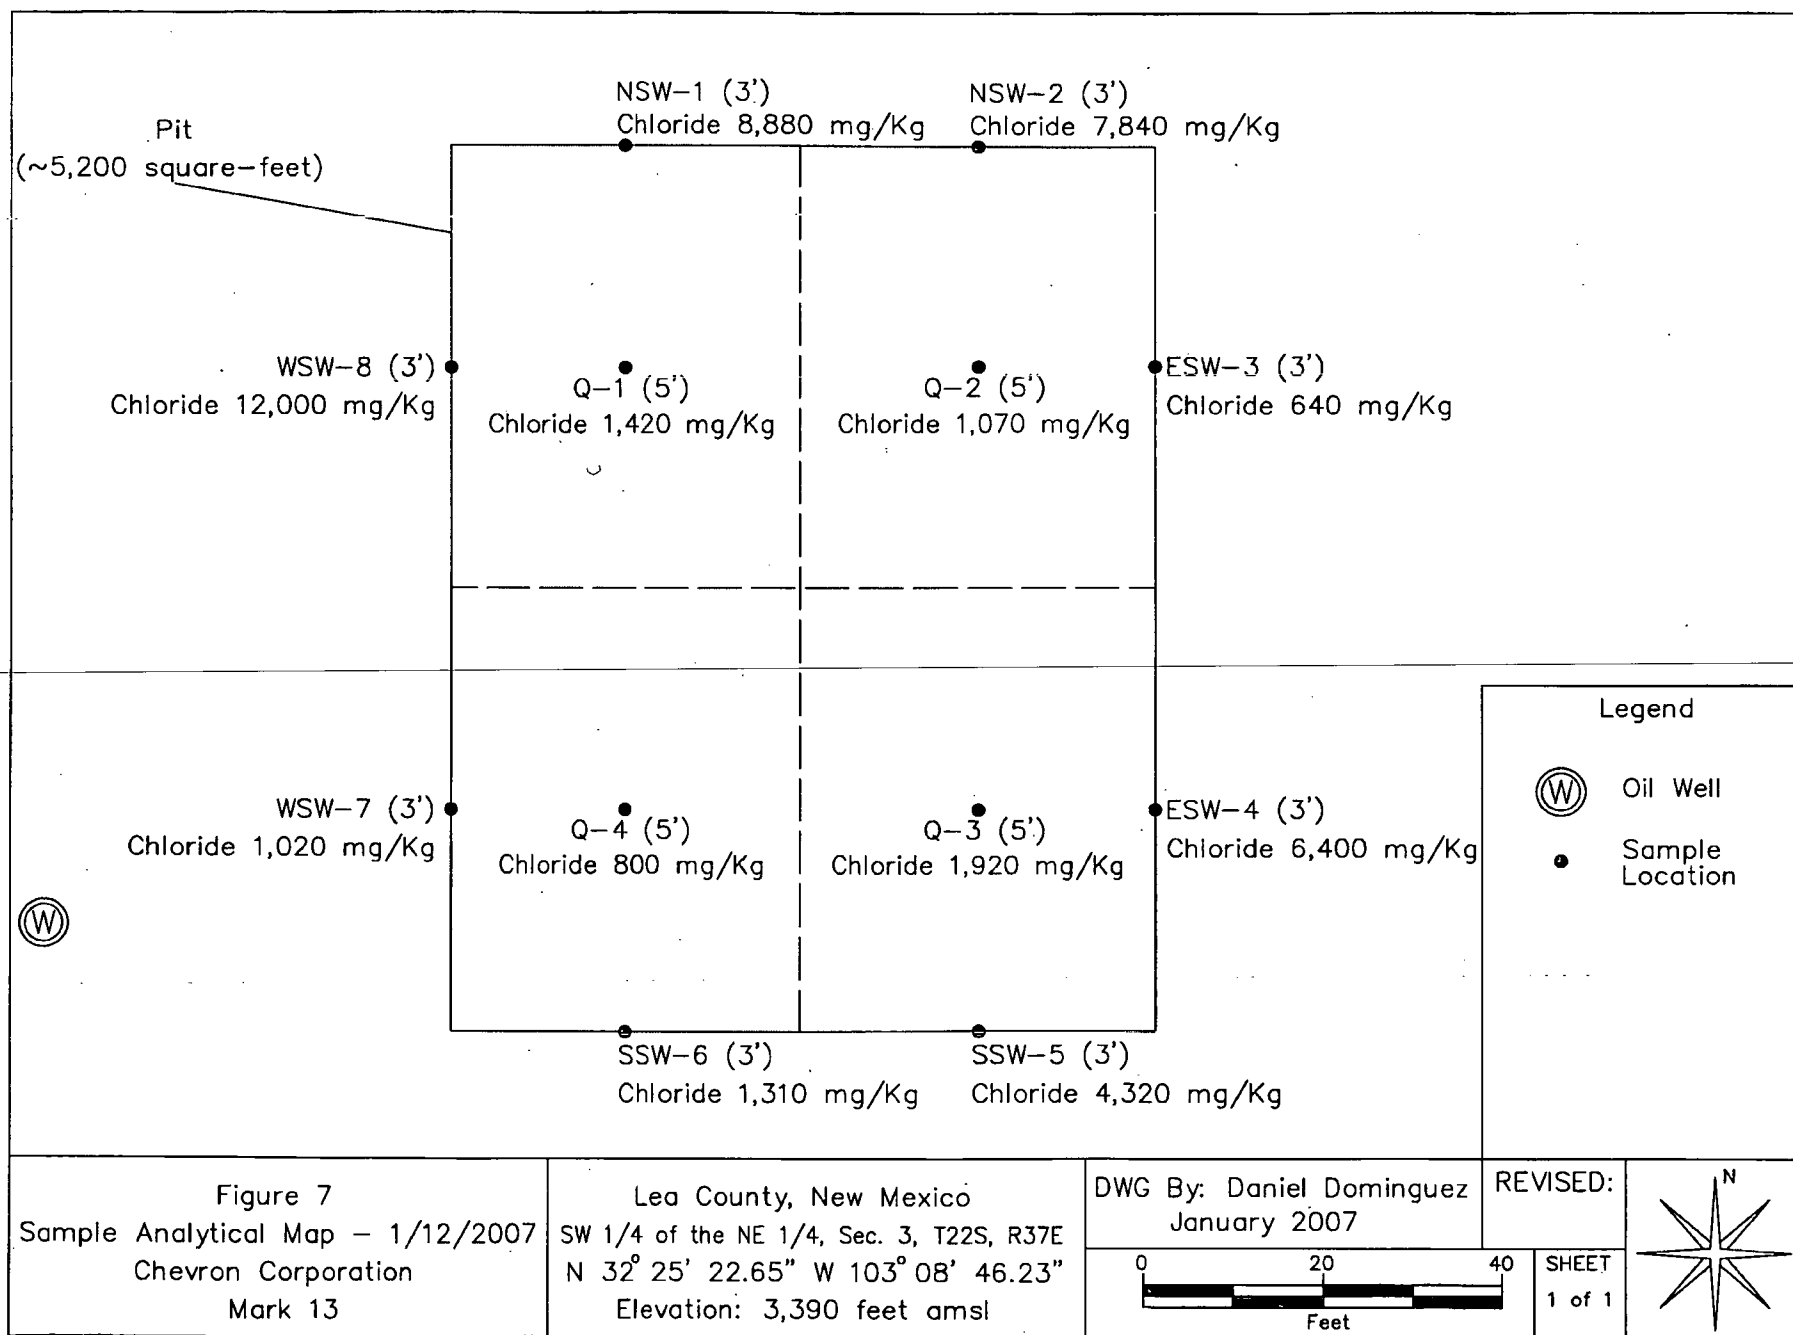 NSW-1 (3')
Chloride 8,880 mg/Kg
NSW-2 (3')
Chloride 7,840 mg/Kg
Pit
(~5,200 square-feet)
WSW-8 (3')
Chloride 12,000 mg/Kg
Q-1 (5')
Chloride 1,420 mg/Kg
Q-2 (5')
Chloride 1,070 mg/Kg
ESW-3 (3')
Chloride 640 mg/Kg
WSW-7 (3')
Chloride 1,020 mg/Kg
Q-4 (5')
Chloride 800 mg/Kg
Q-3 (5')
Chloride 1,920 mg/Kg
ESW-4 (3')
Chloride 6,400 mg/Kg
W
SSW-6 (3')
Chloride 1,310 mg/Kg
SSW-5 (3')
Chloride 4,320 mg/Kg
Legend
W Oil Well
Sample
Location
Figure 7
Sample Analytical Map - 1/12/2007
Chevron Corporation
Mark 13
Lea County, New Mexico
SW 1/4 of the NE 1/4, Sec. 3, T22S, R37E
N 32° 25' 22.65" W 103° 08' 46.23"
Elevation: 3,390 feet amsl
DWG By: Daniel Dominguez
January 2007
REVISED:
0 20 40
Feet
SHEET
1 of 1
N